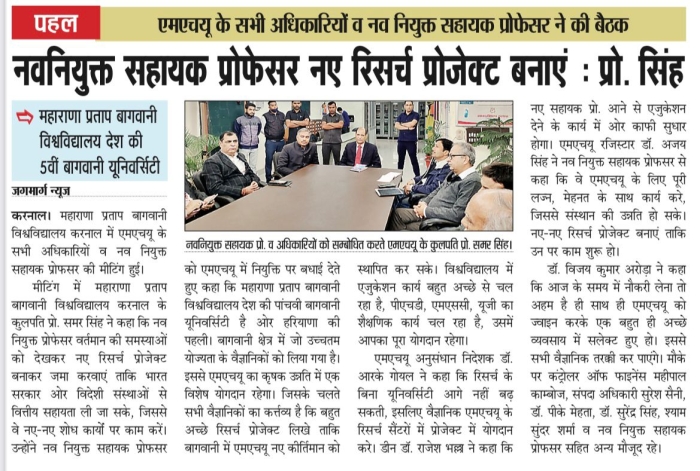 पहल
एमएचयू के सभी अधिकारियों व नव नियुक्त सहायक प्रोफेसर ने की बैठक
नवनियुक्त सहायक प्रोफेसर नए रिसर्च प्रोजेक्ट बनाएं : प्रो. सिंह
महाराणा प्रताप बागवानी
विश्वविद्यालय देश की
5वीं बागवानी यूनिवर्सिटी
जगमार्ग न्यूज
करनाल। महाराणा प्रताप बागवानी
विश्वविद्यालय करनाल में एमएचयू के
सभी अधिकारियों व नव नियुक्त
सहायक प्रोफसर की मीटिंग हुई।
मीटिंग में महाराणा प्रताप
बागवानी विश्वविद्यालय करनाल के
कुलपति प्रो. समर सिंह ने कहा कि नव
नियुक्त प्रोफेसर वर्तमान की समस्याओं
को देखकर नए रिसर्च प्रोजेक्ट
बनाकर जमा करवाएं ताकि भारत
सरकार ओर विदेशी संस्थाओं से
वित्तीय सहायता ली जा सके, जिससे
वे नए-नए शोध कार्यों पर काम करें।
उन्होंने नव नियुक्त सहायक प्रोफसर
नवनियुक्त सहायक प्रो. व अधिकारियों को सम्बोधित करते एमएचयू के कुलपति प्रो. समर सिंह।
को एमएचयू में नियुक्ति पर बधाई देते
हुए कहा कि महाराणा प्रताप बागवानी
विश्वविद्यालय देश की पांचवी बागवानी
यूनीवर्सिटी है ओर हरियाणा की
पहली। बागवानी क्षेत्र में जो उच्चतम
योज्यता के वैज्ञानिकों को लिया गया है।
इससे एमएचयू का कृषक उन्नति में एक
विशेष योगदान रहेगा। जिसके चलते
सभी वैज्ञानिकों का कर्त्तव्य है कि बहुत
अच्छे रिसर्च प्रोजेक्ट लिखे ताकि
बागवानी में एमएचयू नए कीर्तिमान को
स्थापित कर सके। विश्वविद्यालय में
एजुकेशन कार्य बहुत अच्छे से चल
रहा है, पीएचडी, एमएससी, यूजी का
शैक्षणिक कार्य चल रहा है, उसमें
आपका पूरा योगदान रहेगा।
एमएचयू अनुसंधान निदेशक डॉ.
आरके गोयल ने कहा कि रिसर्च के
बिना यूनिवर्सिटी आगे नहीं बढ़
सकती, इसलिए वैज्ञानिक एमएचयू के
रिसर्च सैंटरों में प्रोजेक्ट में योगदान
करे। डीन डॉ. राजेश भल्ला ने कहा कि
नए सहायक प्रो. आने से एजुकेशन
देने के कार्य में ओर काफी सुधार
होगा। एमएचयू रजिस्टार डॉ. अजय
सिंह ने नव नियुक्त सहायक प्रोफेसर से
कहा कि वे एमएचयू के लिए पूरी
लज्न, मेहनत के साथ कार्य करे,
जिससे संस्थान की उन्नति हो सके।
नए-नए रिसर्च प्रोजेक्ट बनाएं ताकि
उन पर काम शुरू हो।
डॉ. विजय कुमार अरोड़ा ने कहा
कि आज के समय में नौकरी लेना तो
अहम है ही साथ ही एमएचयू को
ज्वाइन करके एक बहुत ही अच्छे
व्यवसाय में सलेक्ट हुए हो। इससे
सभी वैज्ञानिक तरक्की कर पाएंगे। मौके
पर कंट्रोलर ऑफ फाइनेंस महीपाल
काम्बोज, संपदा अधिकारी सुरेश सैनी,
डॉ. पीके मेहता, डॉ. सुरेंद्र सिंह, श्याम
सुंदर शर्मा व नव नियुक्त सहायक
प्रोफेसर सहित अन्य मौजूद रहे।